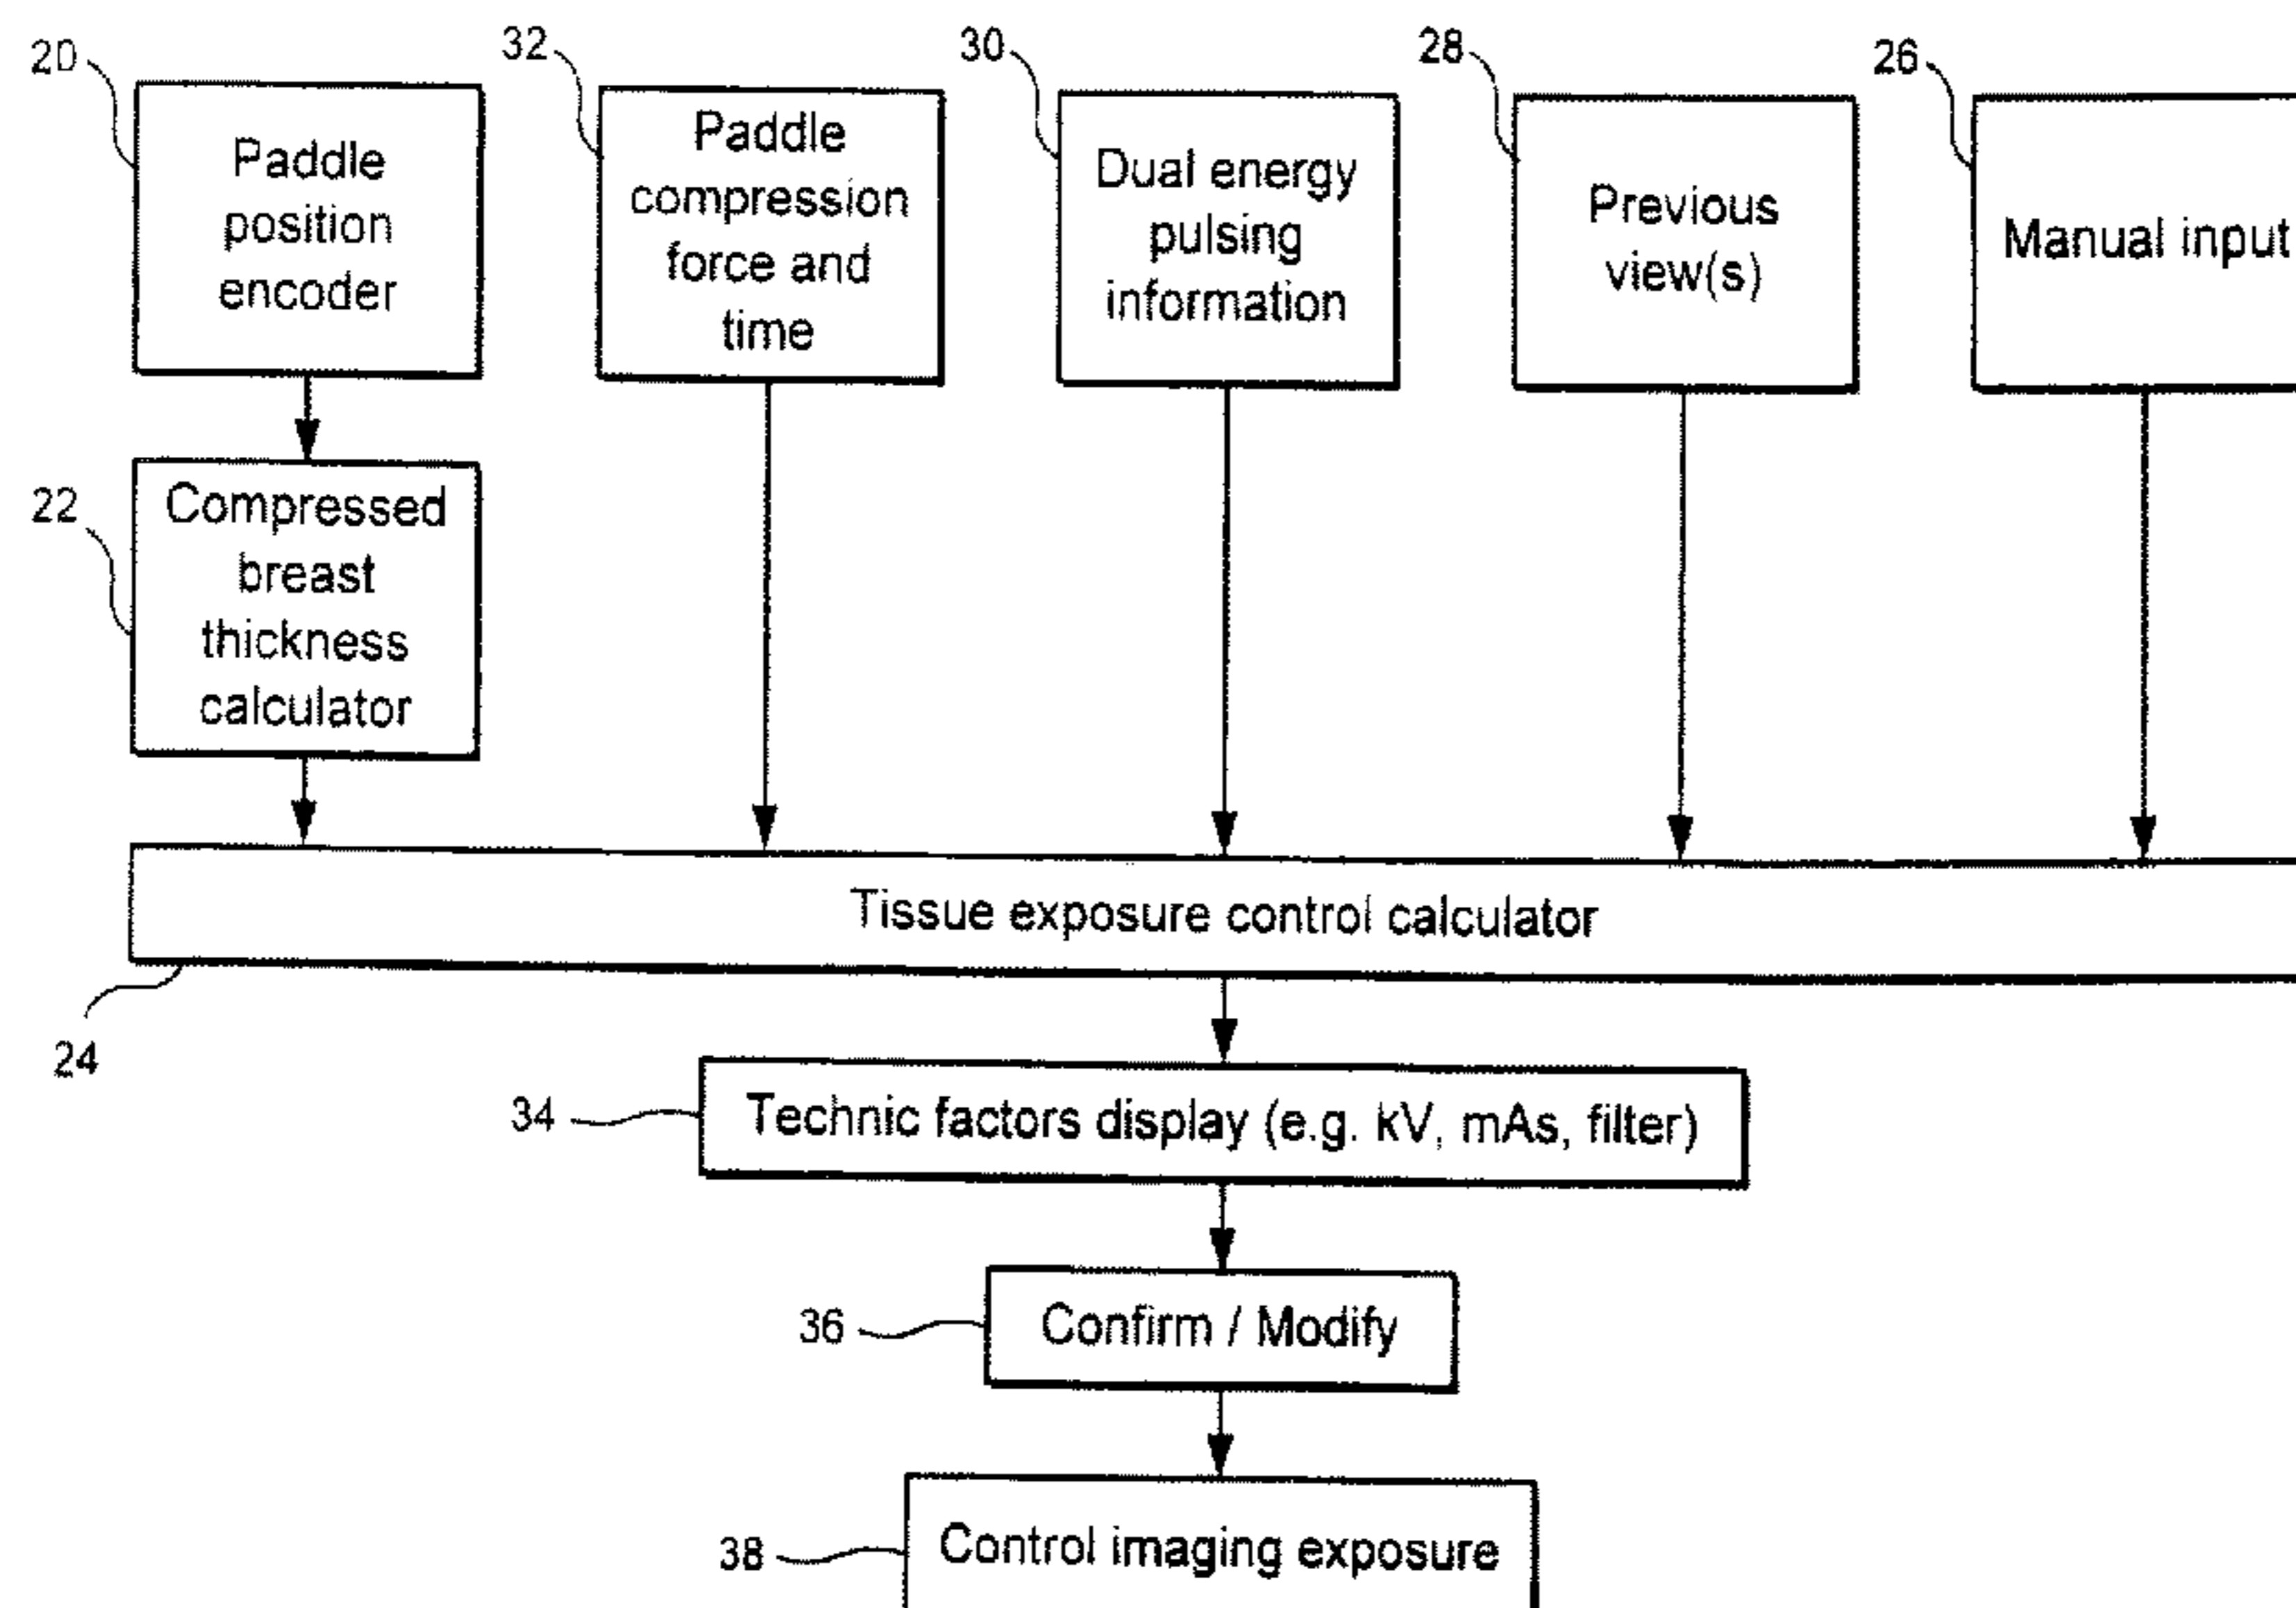 20
32
30
28
26
Paddle
position
encoder
Paddle
compression
force and
time
Dual energy
pulsing
information
Previous
view(s)
Manual input
22
Compressed
breast
thickness
calculator
Tissue exposure control calculator
24
34
Technic factors display (e.g. kV, mAs, filter)
36
Confirm / Modify
38
Control imaging exposure